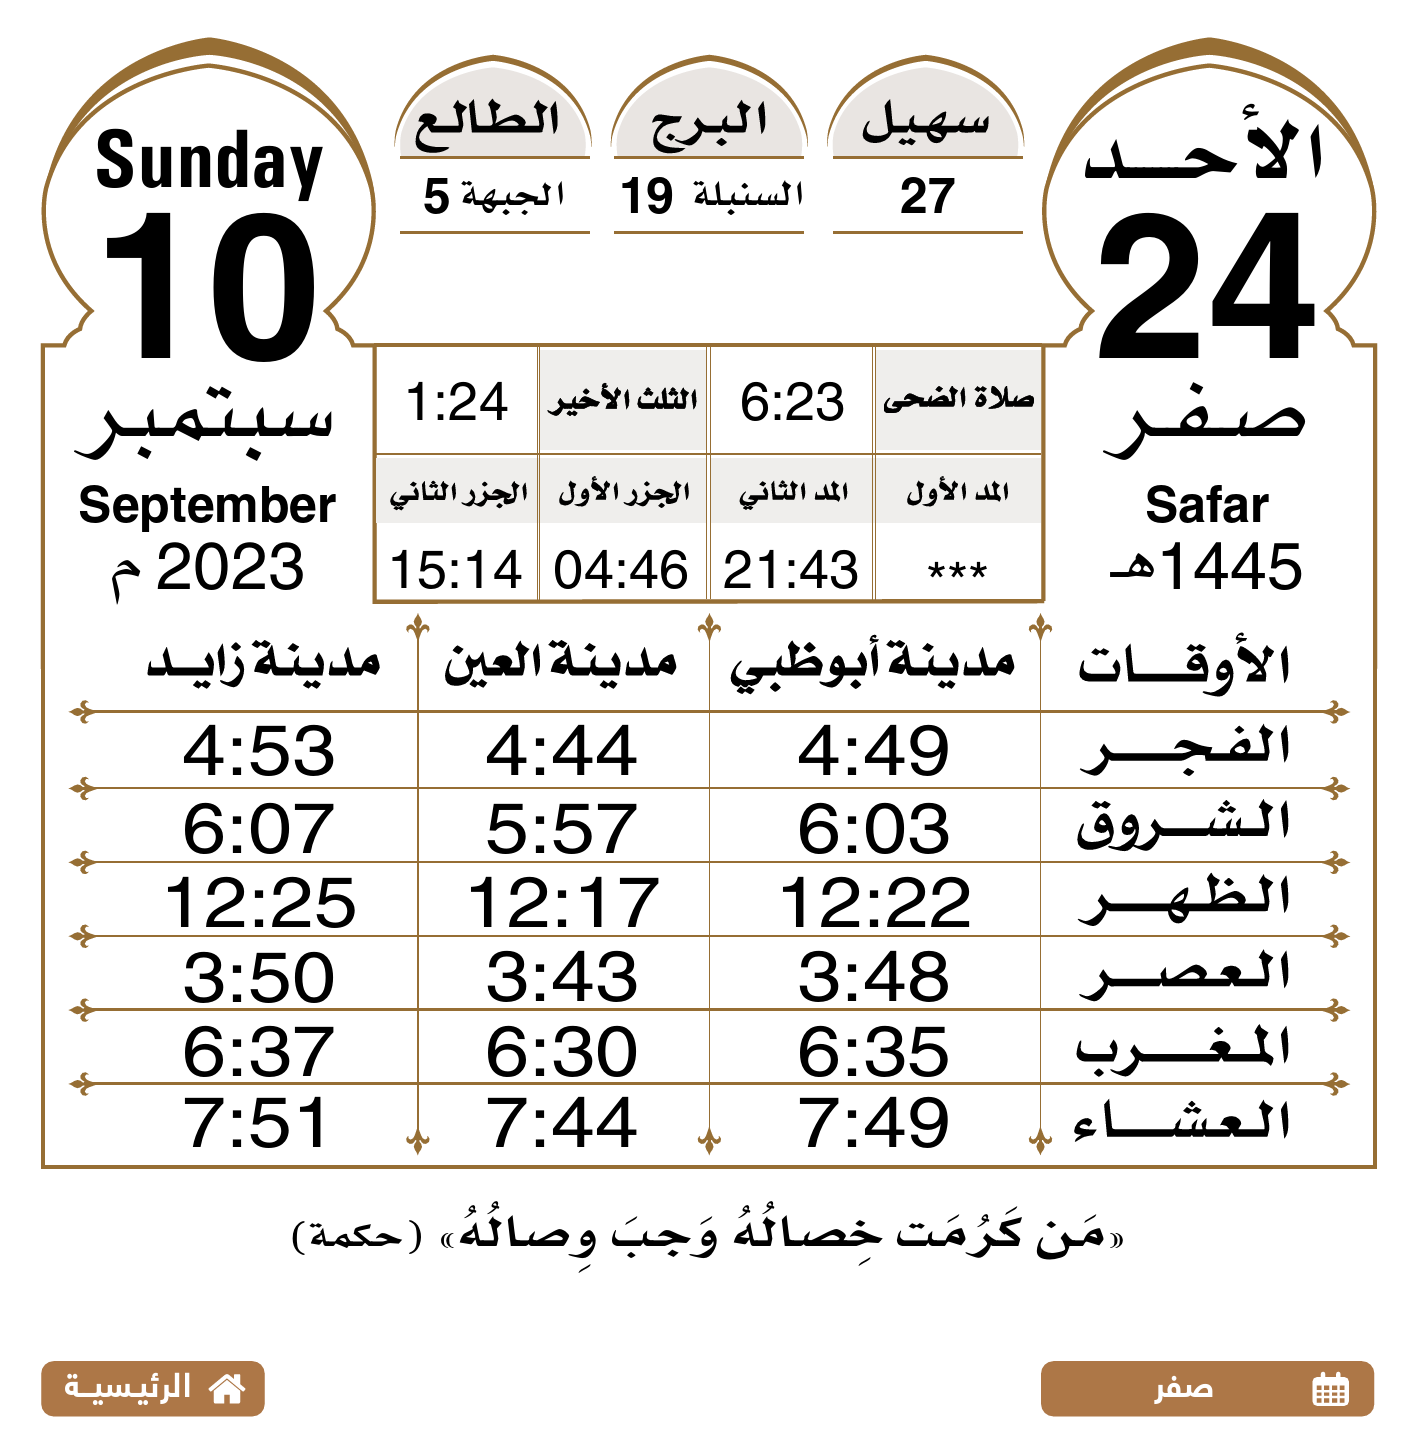 الأحد
24
صفر
Safar
1445هـ
سهيل
27
البرج
السنبلة 19
الطالع
الجبهة 5
Sunday
10
سبتمبر
September
2023 م
صلاة الضحى 6:23 الثلث الأخير 1:24
المد الأول المد الثاني الجزر الأول الجزر الثاني
*** 21:43 04:46 15:14
الأوقات مدينة أبوظبي مدينة العين مدينة زايد
الفجر 4:49 4:44 4:53
الشروق 6:03 5:57 6:07
الظهر 12:22 12:17 12:25
العصر 3:48 3:43 3:50
المغرب 6:35 6:30 6:37
العشاء 7:49 7:44 7:51
«مَن كَرُمَت خِصالُهُ وَجبَ وِصالُهُ» (حكمة)
صفر
الرئيسية